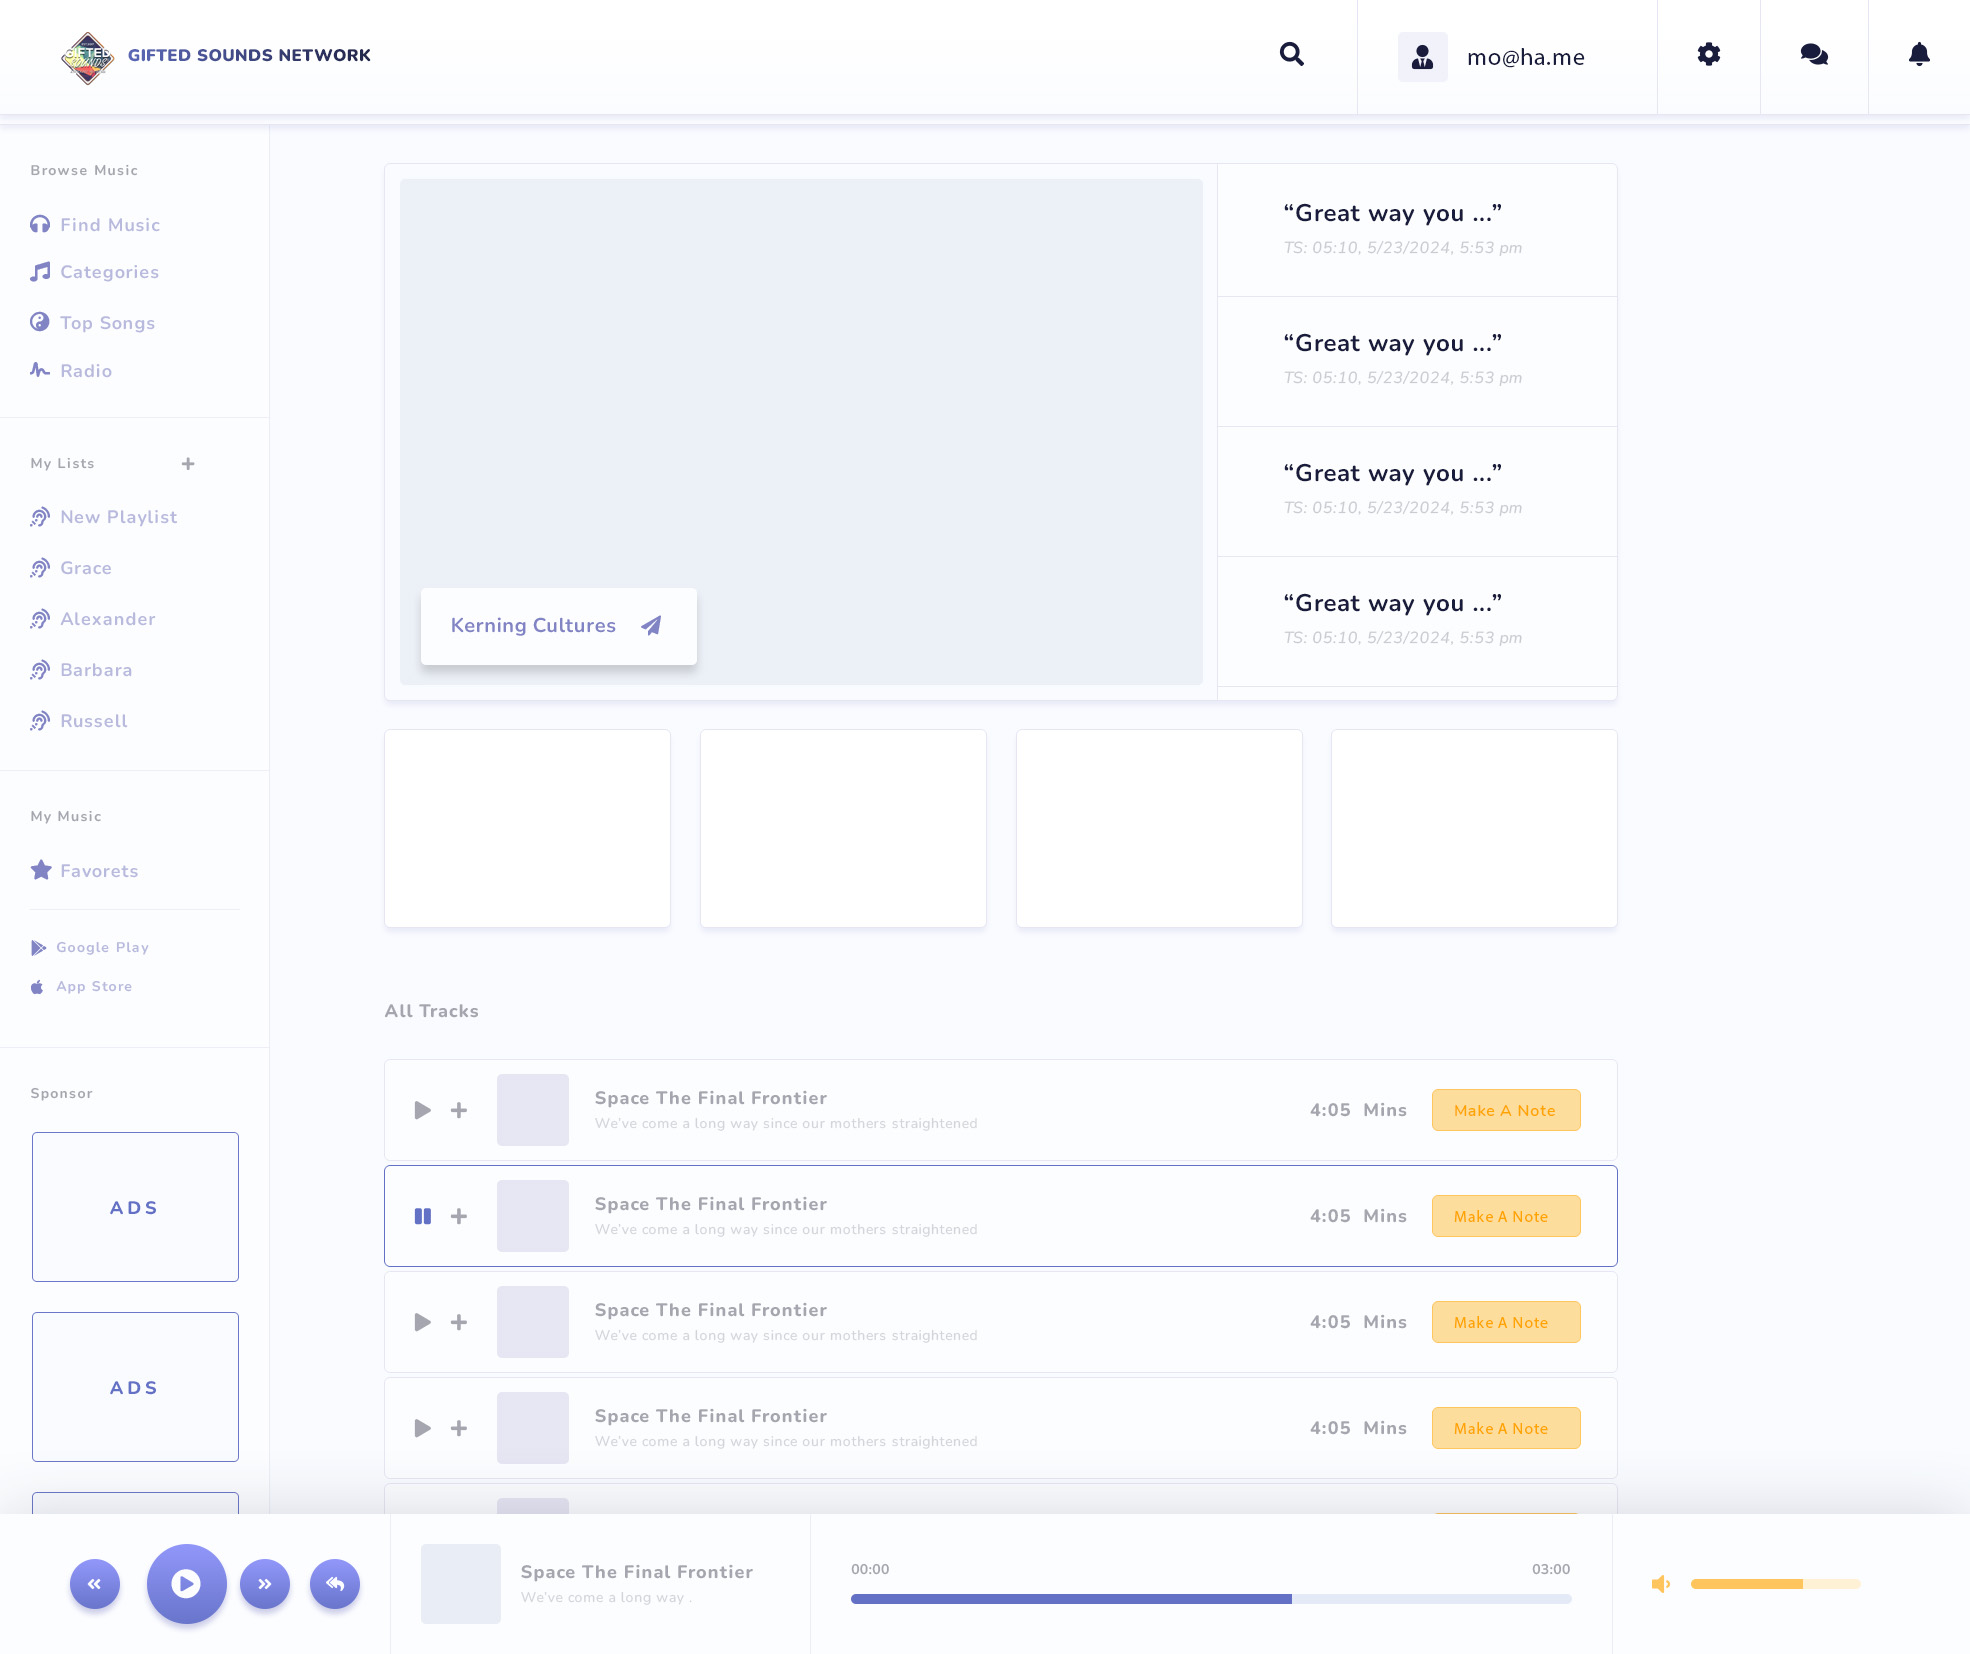 GIFTED
SOUNDS
GIFTED SOUNDS NETWORK
mo@ha.me
Browse Music
Find Music
Categories
Top Songs
Radio
My Lists
New Playlist
Grace
Alexander
Barbara
Russell
My Music
Favorets
Google Play
App Store
Sponsor
ADS
ADS
Kerning Cultures
“Great way you ...”
TS: 05:10, 5/23/2024, 5:53 pm
“Great way you ...”
TS: 05:10, 5/23/2024, 5:53 pm
“Great way you ...”
TS: 05:10, 5/23/2024, 5:53 pm
“Great way you ...”
TS: 05:10, 5/23/2024, 5:53 pm
All Tracks
Space The Final Frontier
We've come a long way since our mothers straightened
4:05 Mins
Make A Note
Space The Final Frontier
We've come a long way since our mothers straightened
4:05 Mins
Make A Note
Space The Final Frontier
We've come a long way since our mothers straightened
4:05 Mins
Make A Note
Space The Final Frontier
We've come a long way since our mothers straightened
4:05 Mins
Make A Note
Space The Final Frontier
We've come a long way .
00:00
03:00